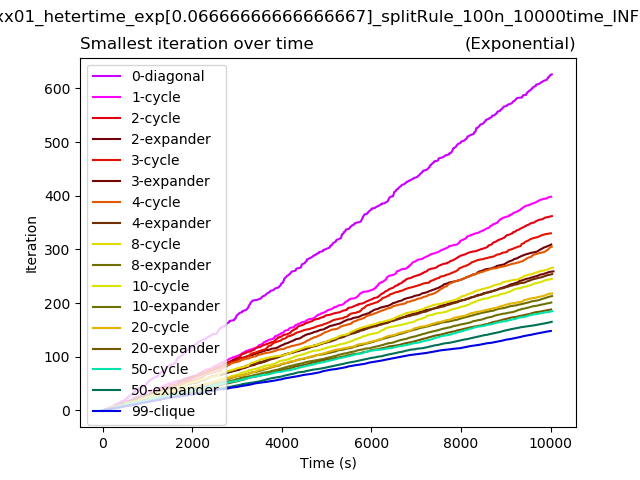 xx01_hetertime_exp[0.06666666666666667]_splitRule_100n_10000time_INF
Smallest iteration over time (Exponential)
0-diagonal
1-cycle
2-cycle
2-expander
3-cycle
3-expander
4-cycle
4-expander
8-cycle
8-expander
10-cycle
10-expander
20-cycle
20-expander
50-cycle
50-expander
99-clique
600
500
400
300
200
100
0
Iteration
0 2000 4000 6000 8000 10000
Time (s)